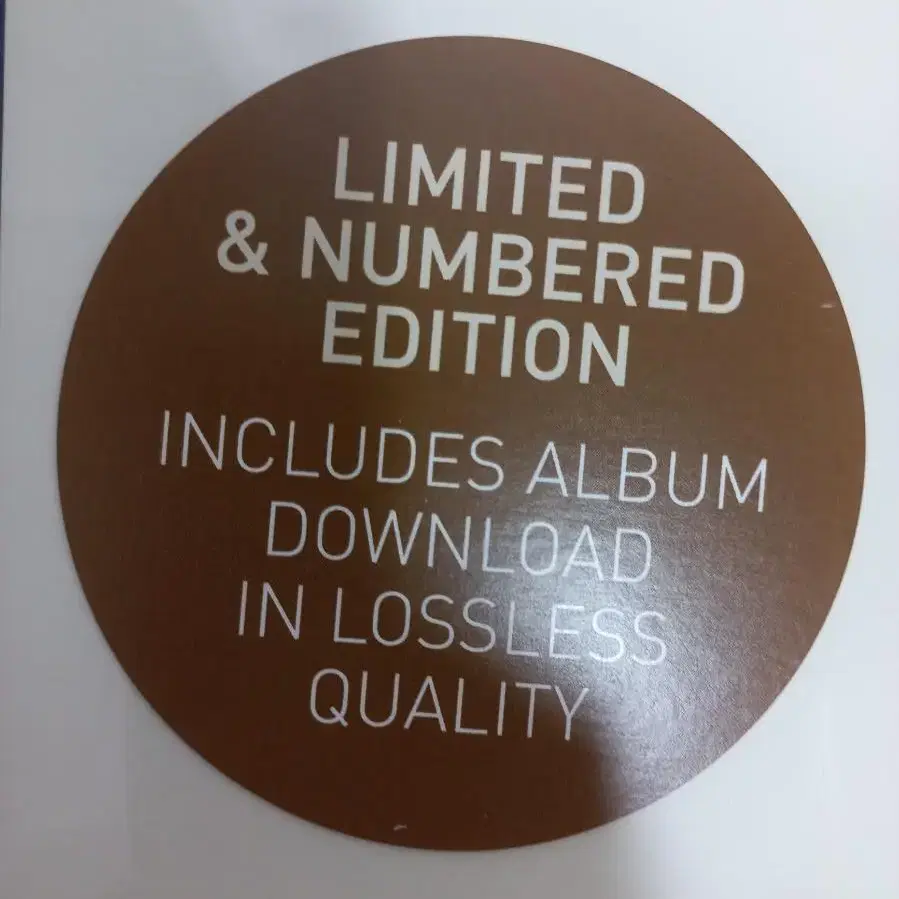 LIMITED
& NUMBERED
EDITION
INCLUDES ALBUM
DOWNLOAD
IN LOSSLESS
QUALITY